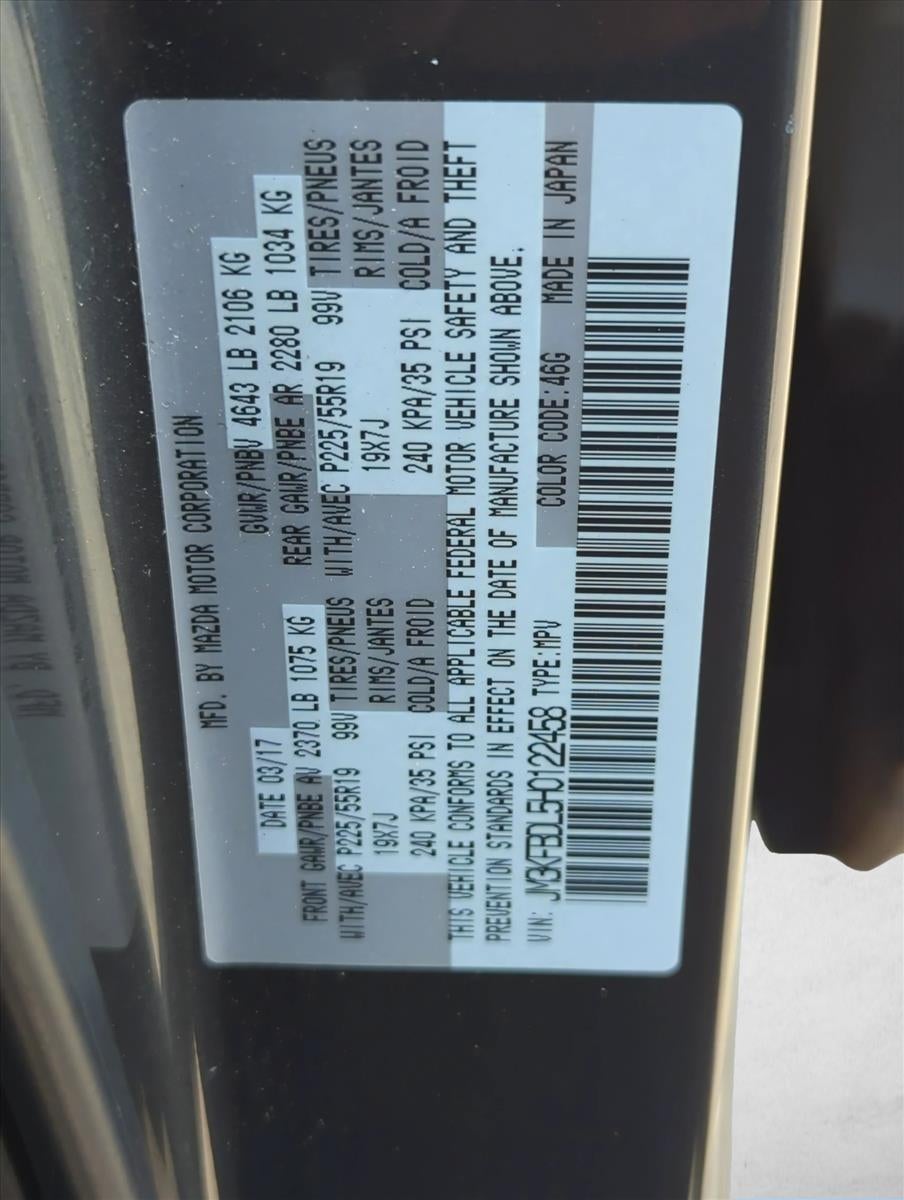 MFD. BY MAZDA MOTOR CORPORATION
DATE 03/17 GVWR/PNBV 4643 LB 2106 KG
FRONT GAWR/PNBE AV 2370 LB 1075 KG REAR GAWR/PNBE AR 2280 LB 1034 KG
WITH/AVEC P225/55R19 99V TIRES/PNEUS WITH/AVEC P225/55R19 99V TIRES/PNEUS
19X7J RIMS/JANTES 19X7J RIMS/JANTES
240 KPA/35 PSI COLD/A FROID 240 KPA/35 PSI COLD/A FROID
THIS VEHICLE CONFORMS TO ALL APPLICABLE FEDERAL MOTOR VEHICLE SAFETY AND THEFT
PREVENTION STANDARDS IN EFFECT ON THE DATE OF MANUFACTURE SHOWN ABOVE.
VIN: JM3KFBDL5H0122458 TYPE:MPV COLOR CODE:46G MADE IN JAPAN